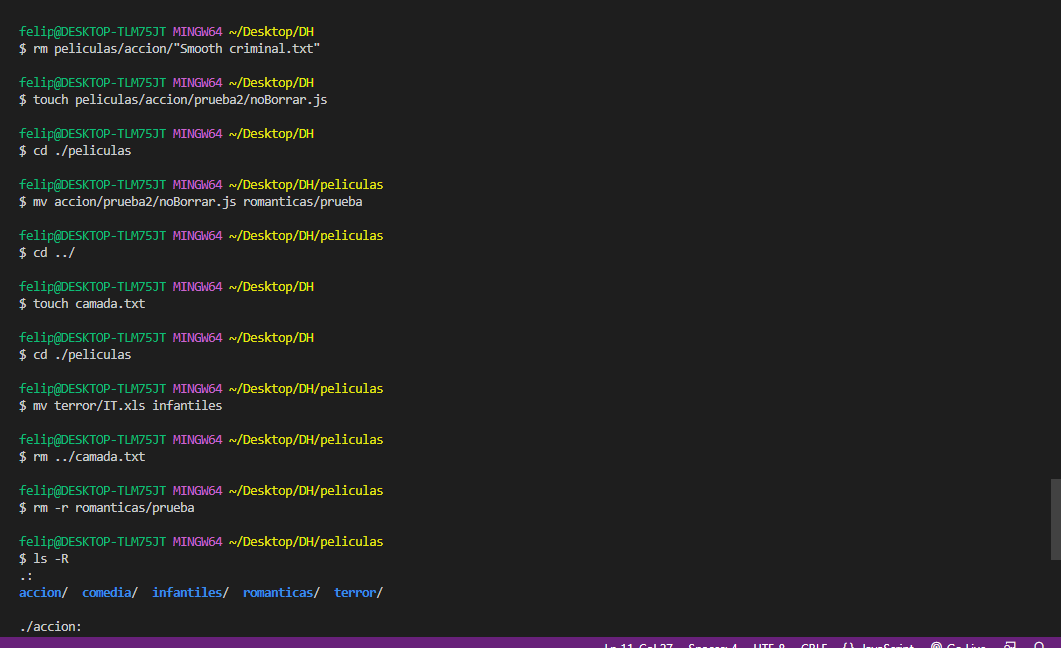 felip@DESKTOP-TLM75JT MINGW64 ~/Desktop/DH
$ rm peliculas/accion/"Smooth criminal.txt"
felip@DESKTOP-TLM75JT MINGW64 ~/Desktop/DH
$ touch peliculas/accion/prueba2/noBorrar.js
felip@DESKTOP-TLM75JT MINGW64 ~/Desktop/DH
$ cd ./peliculas
felip@DESKTOP-TLM75JT MINGW64 ~/Desktop/DH/peliculas
$ mv accion/prueba2/noBorrar.js romanticas/prueba
felip@DESKTOP-TLM75JT MINGW64 ~/Desktop/DH/peliculas
$ cd ../
felip@DESKTOP-TLM75JT MINGW64 ~/Desktop/DH
$ touch camada.txt
felip@DESKTOP-TLM75JT MINGW64 ~/Desktop/DH
$ cd ./peliculas
felip@DESKTOP-TLM75JT MINGW64 ~/Desktop/DH/peliculas
$ mv terror/IT.xls infantiles
felip@DESKTOP-TLM75JT MINGW64 ~/Desktop/DH/peliculas
$ rm ../camada.txt
felip@DESKTOP-TLM75JT MINGW64 ~/Desktop/DH/peliculas
$ rm -r romanticas/prueba
felip@DESKTOP-TLM75JT MINGW64 ~/Desktop/DH/peliculas
$ ls -R
.:
accion/  comedia/  infantiles/  romanticas/  terror/
./accion:
Ln 11, Col 27 Spaces: 4 UTF-8 CRLF {} JavaScript Go Live